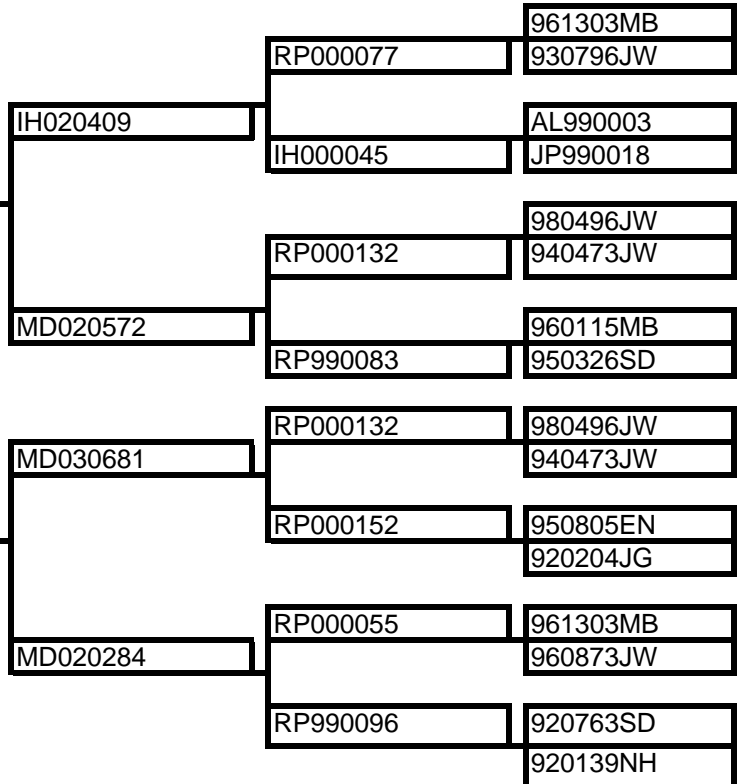 961303MB
RP000077
930796JW
IH020409
AL990003
IH000045
JP990018
980496JW
RP000132
940473JW
MD020572
960115MB
RP990083
950326SD
RP000132
980496JW
MD030681
940473JW
RP000152
950805EN
920204JG
RP000055
961303MB
MD020284
960873JW
RP990096
920763SD
920139NH